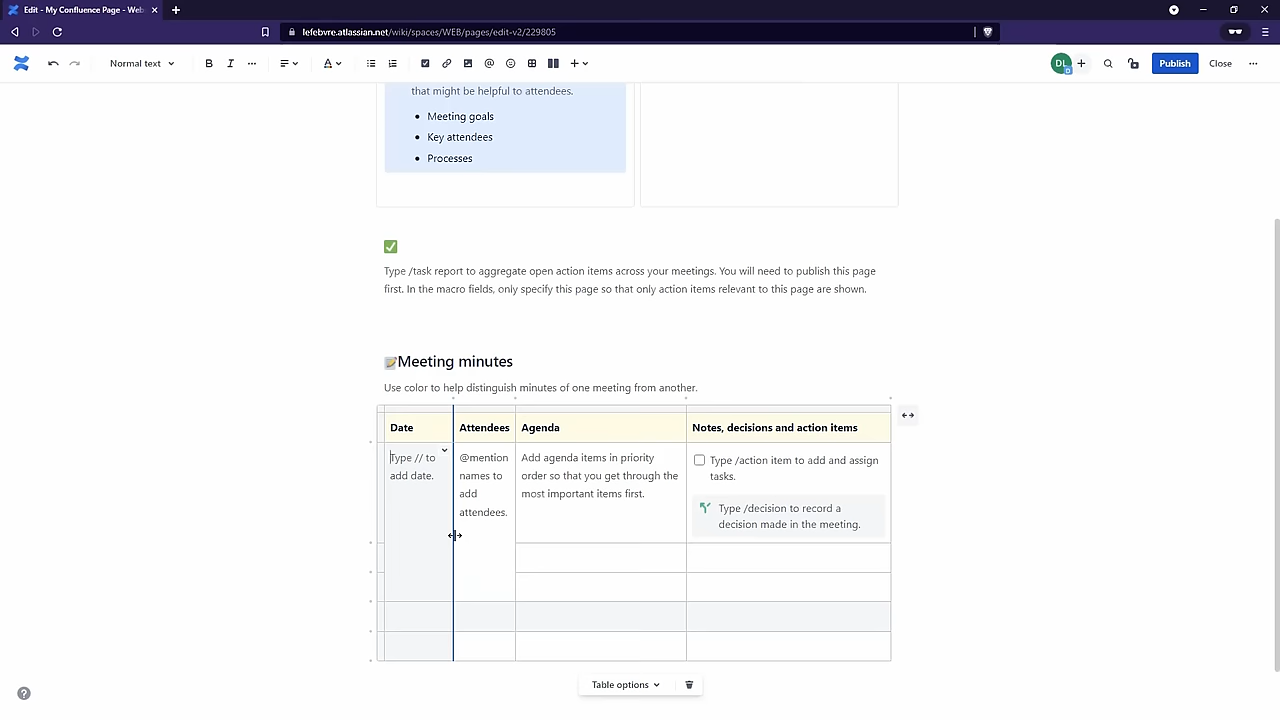 Edit - My Confluence Page - Web
lefebvre.atlassian.net/wiki/spaces/WEB/pages/edit-v2/229805
Normal text
B
I
A
DL
Publish
Close
that might be helpful to attendees.
• Meeting goals
• Key attendees
• Processes
Type /task report to aggregate open action items across your meetings. You will need to publish this page
first. In the macro fields, only specify this page so that only action items relevant to this page are shown.
Meeting minutes
Use color to help distinguish minutes of one meeting from another.
Date
Attendees
Agenda
Notes, decisions and action items
Type // to
add date.
@mention
names to
add
attendees.
Add agenda items in priority
order so that you get through the
most important items first.
Type /action item to add and assign
tasks.
Type /decision to record a
decision made in the meeting.
Table options